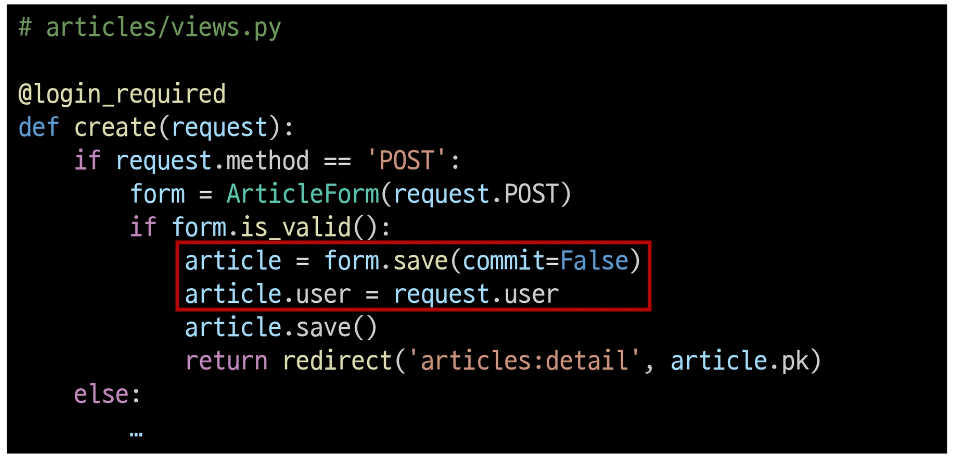 # articles/views.py
@login_required
def create(request):
    if request.method == 'POST':
        form = ArticleForm(request.POST)
        if form.is_valid():
            article = form.save(commit=False)
            article.user = request.user
            article.save()
            return redirect('articles:detail', article.pk)
    else:
        …